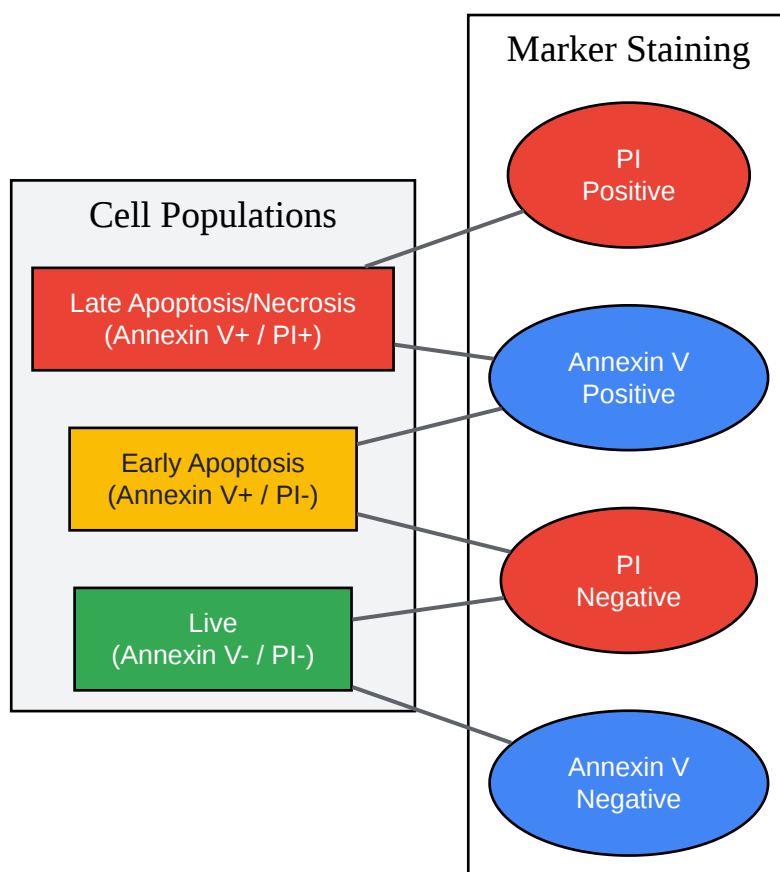 Cell Populations
Late Apoptosis/Necrosis
(Annexin V+ / PI+)
Early Apoptosis
(Annexin V+ / PI-)
Live
(Annexin V- / PI-)
Marker Staining
PI
Positive
Annexin V
Positive
PI
Negative
Annexin V
Negative